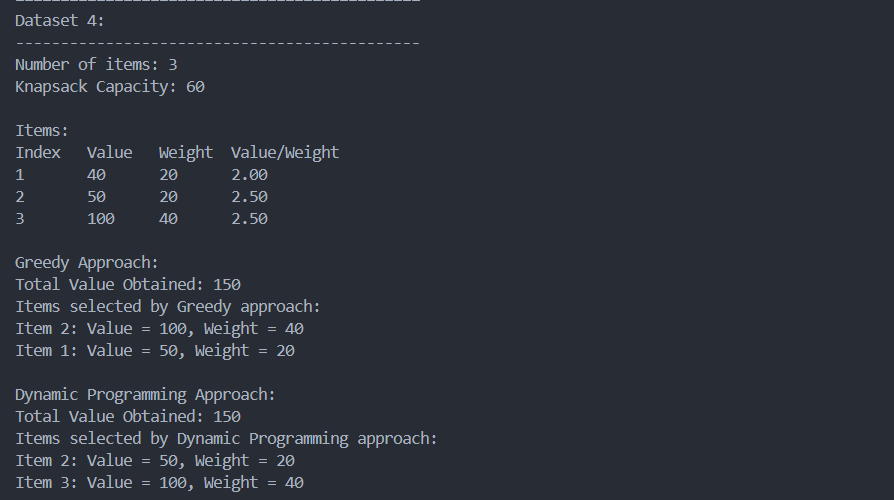 ---------------------------------------------
Dataset 4:
---------------------------------------------
Number of items: 3
Knapsack Capacity: 60

Items:
Index   Value   Weight  Value/Weight
1       40      20      2.00
2       50      20      2.50
3       100     40      2.50

Greedy Approach:
Total Value Obtained: 150
Items selected by Greedy approach:
Item 2: Value = 100, Weight = 40
Item 1: Value = 50, Weight = 20

Dynamic Programming Approach:
Total Value Obtained: 150
Items selected by Dynamic Programming approach:
Item 2: Value = 50, Weight = 20
Item 3: Value = 100, Weight = 40